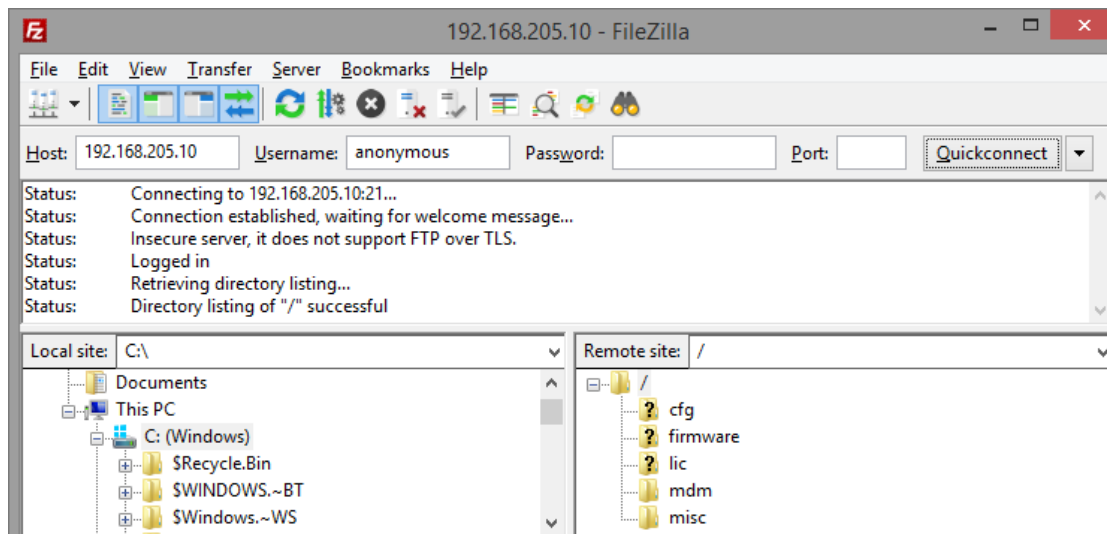 192.168.205.10 - FileZilla
File Edit View Transfer Server Bookmarks Help
Host: 192.168.205.10 Username: anonymous Password: Port: Quickconnect
Status: Connecting to 192.168.205.10:21...
Status: Connection established, waiting for welcome message...
Status: Insecure server, it does not support FTP over TLS.
Status: Logged in
Status: Retrieving directory listing...
Status: Directory listing of "/" successful
Local site: C:\
Documents
This PC
C: (Windows)
$Recycle.Bin
$WINDOWS.~BT
$Windows.~WS
Remote site: /
/
cfg
firmware
lic
mdm
misc